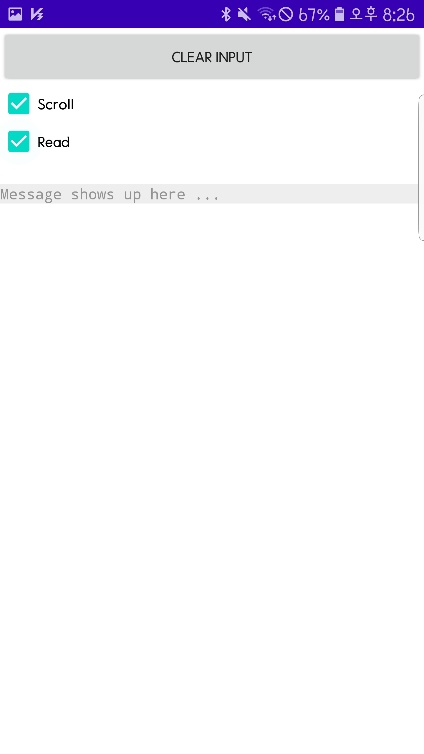 67% 오후 8:26
CLEAR INPUT
Scroll
Read
Message shows up here ...